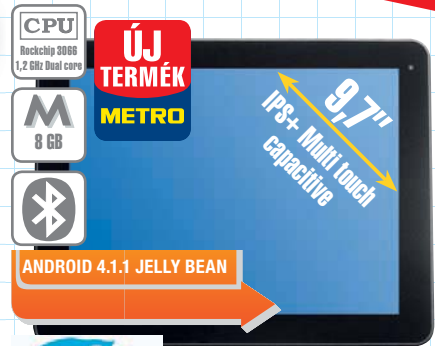 CPU
Rockchip 3066
1,2 GHz Dual core
ÚJ
TERMÉK
METRO
M
8 GB
9,7"
IPS+ Multi touch
capacitive
ANDROID 4.1.1 JELLY BEAN